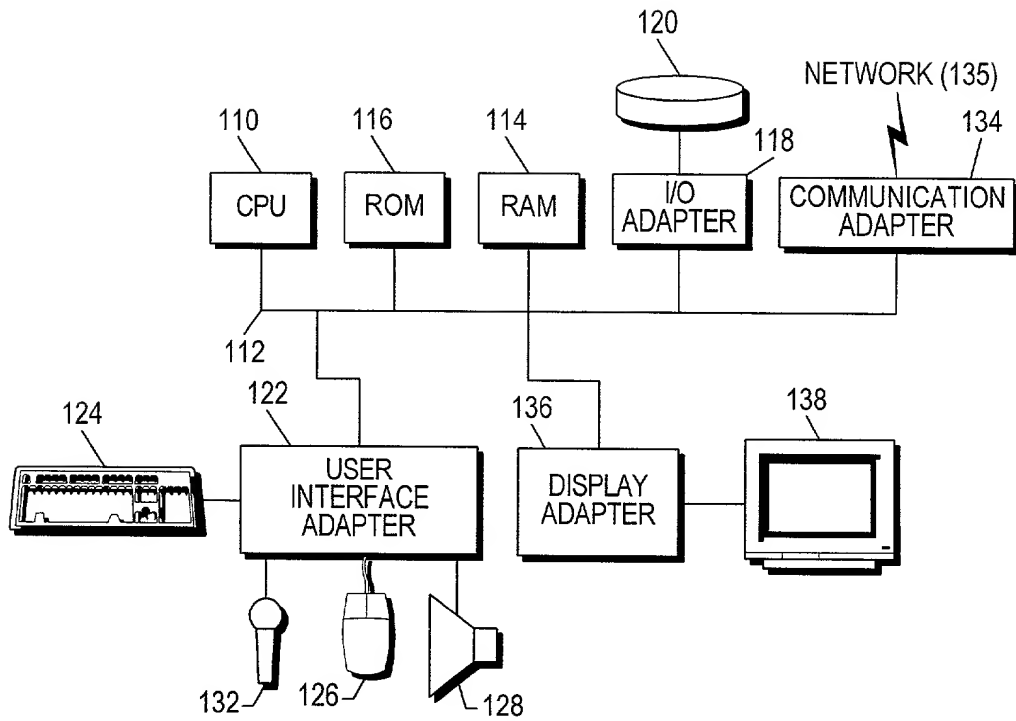 120
NETWORK (135)
110
116
114
118
134
CPU
ROM
RAM
I/O
ADAPTER
COMMUNICATION
ADAPTER
112
124
122
136
138
USER
INTERFACE
ADAPTER
DISPLAY
ADAPTER
132
126
128